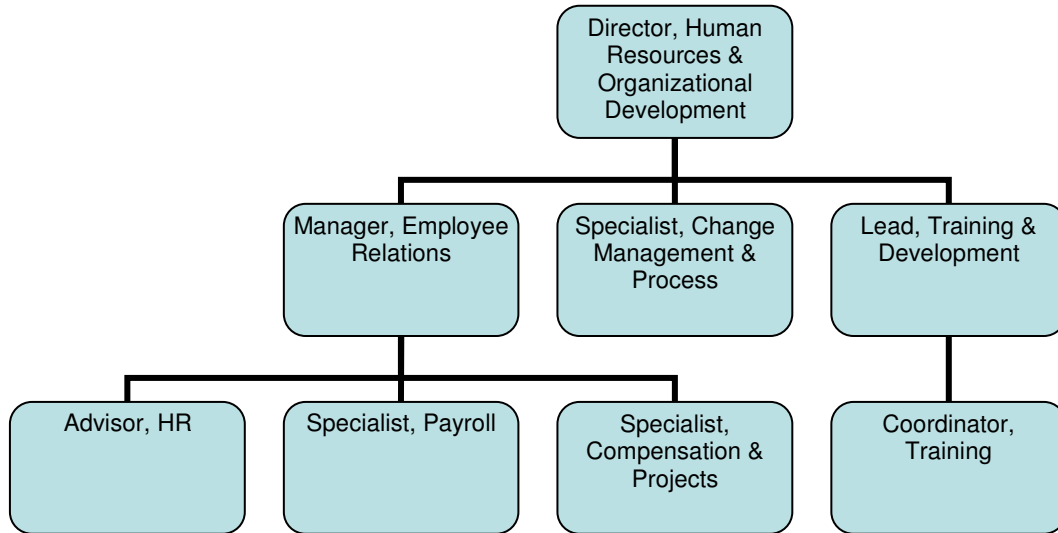 Director, Human
Resources &
Organizational
Development
Manager, Employee
Relations
Specialist, Change
Management &
Process
Lead, Training &
Development
Advisor, HR
Specialist, Payroll
Specialist,
Compensation &
Projects
Coordinator,
Training